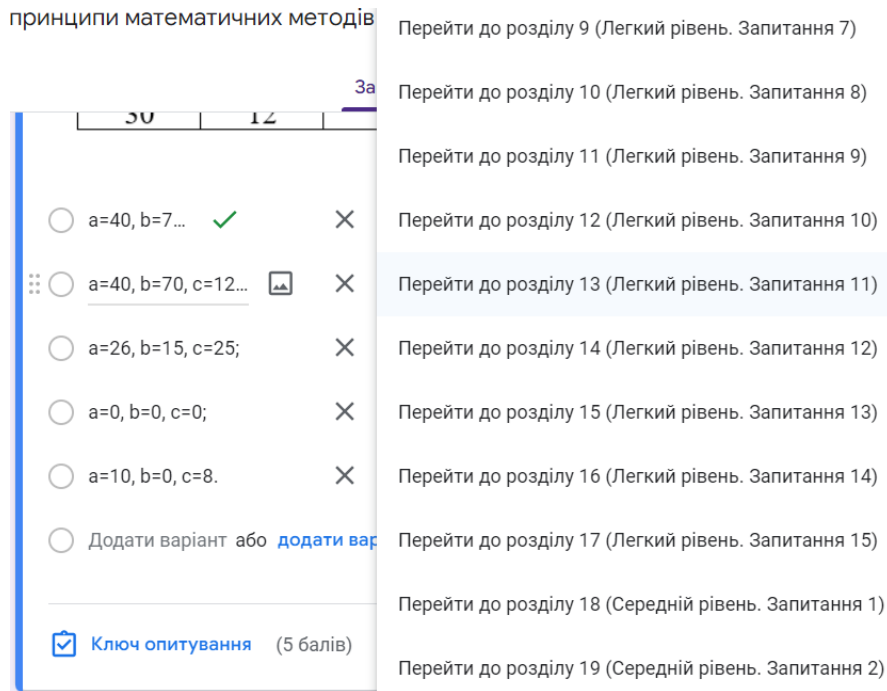 принципи математичних методів
За
30 12
a=40, b=7...
a=40, b=70, c=12...
a=26, b=15, c=25;
a=0, b=0, c=0;
a=10, b=0, c=8.
Додати варіант або додати вар
Ключ опитування (5 балів)
Перейти до розділу 9 (Легкий рівень. Запитання 7)
Перейти до розділу 10 (Легкий рівень. Запитання 8)
Перейти до розділу 11 (Легкий рівень. Запитання 9)
Перейти до розділу 12 (Легкий рівень. Запитання 10)
Перейти до розділу 13 (Легкий рівень. Запитання 11)
Перейти до розділу 14 (Легкий рівень. Запитання 12)
Перейти до розділу 15 (Легкий рівень. Запитання 13)
Перейти до розділу 16 (Легкий рівень. Запитання 14)
Перейти до розділу 17 (Легкий рівень. Запитання 15)
Перейти до розділу 18 (Середній рівень. Запитання 1)
Перейти до розділу 19 (Середній рівень. Запитання 2)